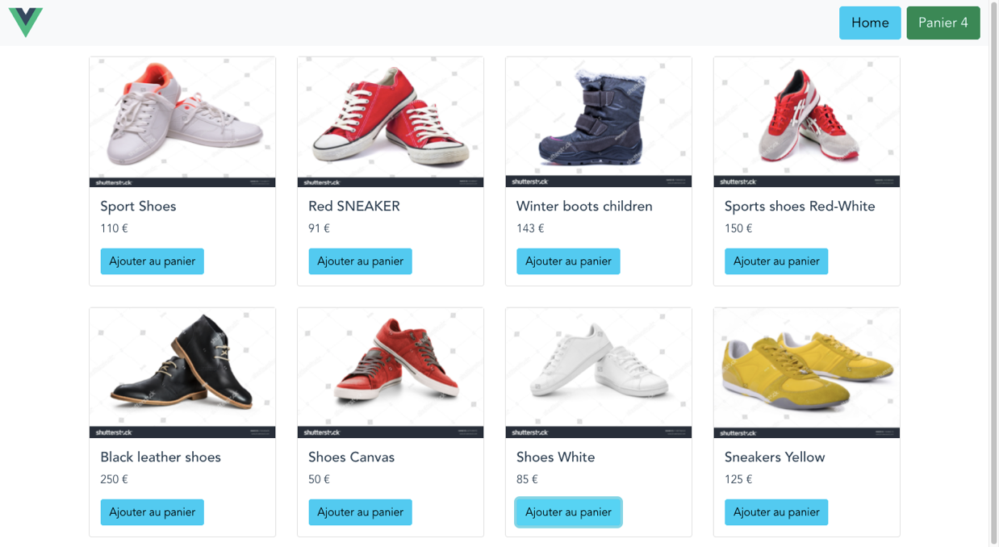 Home
Panier 4
shutterstock
shutterstock
shutterstock
shutterstock
Sport Shoes
Red SNEAKER
Winter boots children
Sports shoes Red-White
110 €
91 €
143 €
150 €
Ajouter au panier
Ajouter au panier
Ajouter au panier
Ajouter au panier
shutterstock
shutterstock
shutterstock
shutterstock
Black leather shoes
Shoes Canvas
Shoes White
Sneakers Yellow
250 €
50 €
85 €
125 €
Ajouter au panier
Ajouter au panier
Ajouter au panier
Ajouter au panier